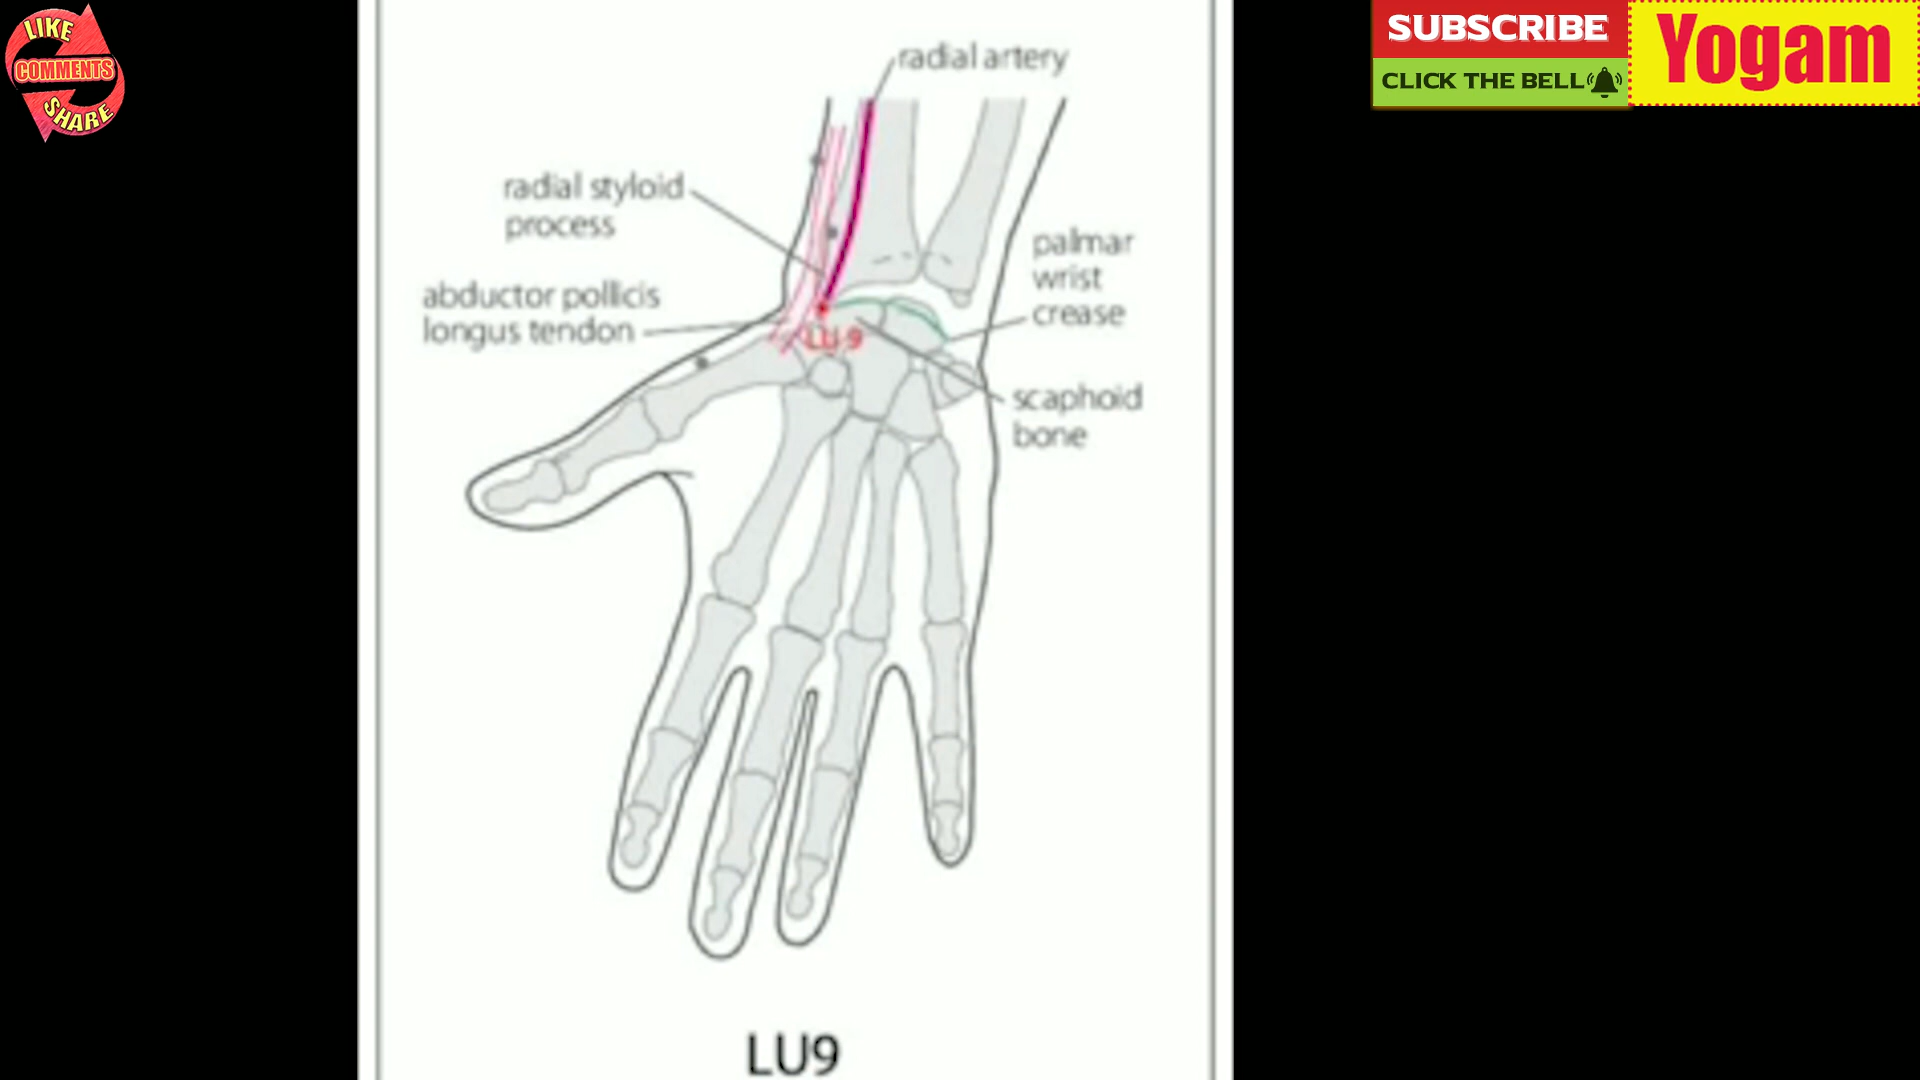 LIKE
COMMENTS
SHARE
SUBSCRIBE
CLICK THE BELL
Yogam
radial artery
radial styloid
process
abductor pollicis
longus tendon
palmar
wrist
crease
LU-9
scaphoid
bone
LU9